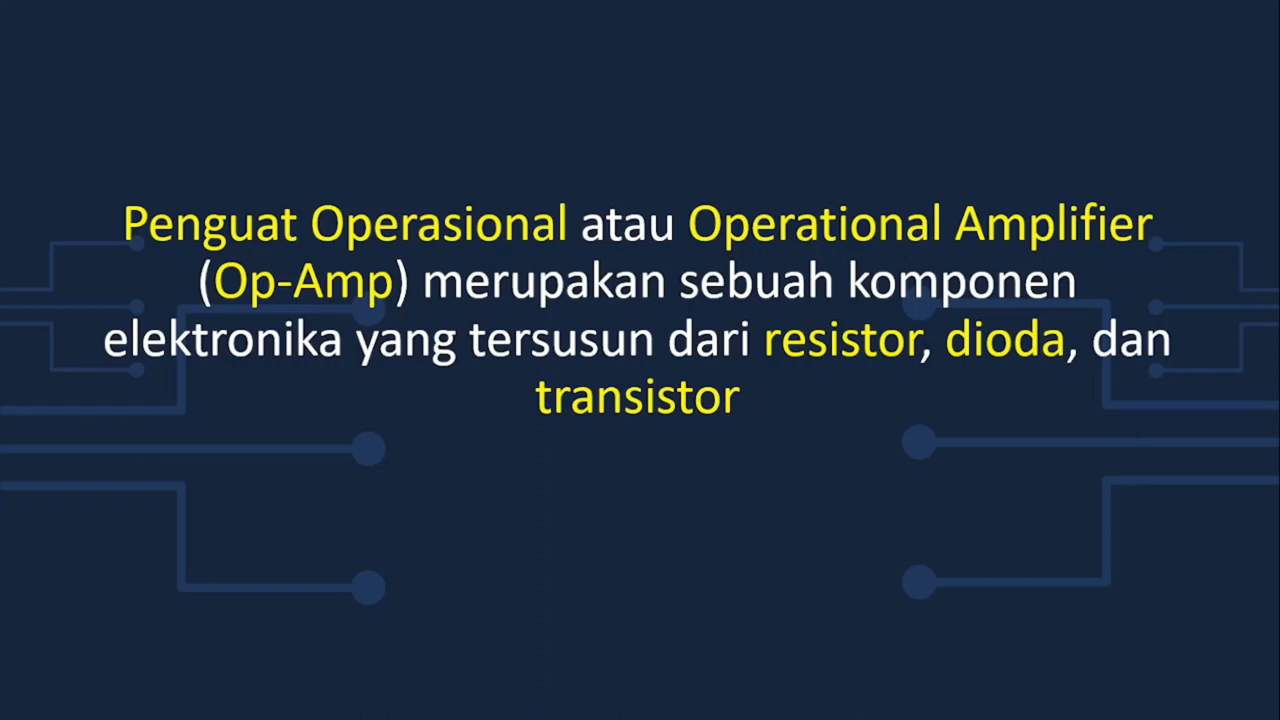 Penguat Operasional atau Operational Amplifier
(Op-Amp) merupakan sebuah komponen
elektronika yang tersusun dari resistor, dioda, dan
transistor